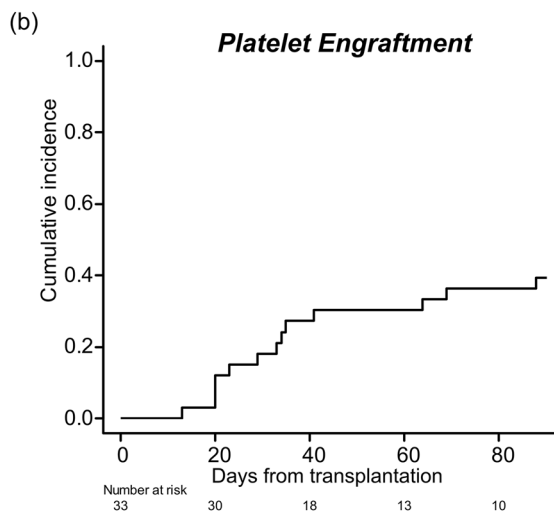 (b)
Platelet Engraftment
1.0
0.8
0.6
0.4
0.2
0.0
Cumulative incidence
0 20 40 60 80
Days from transplantation
Number at risk
33 30 18 13 10